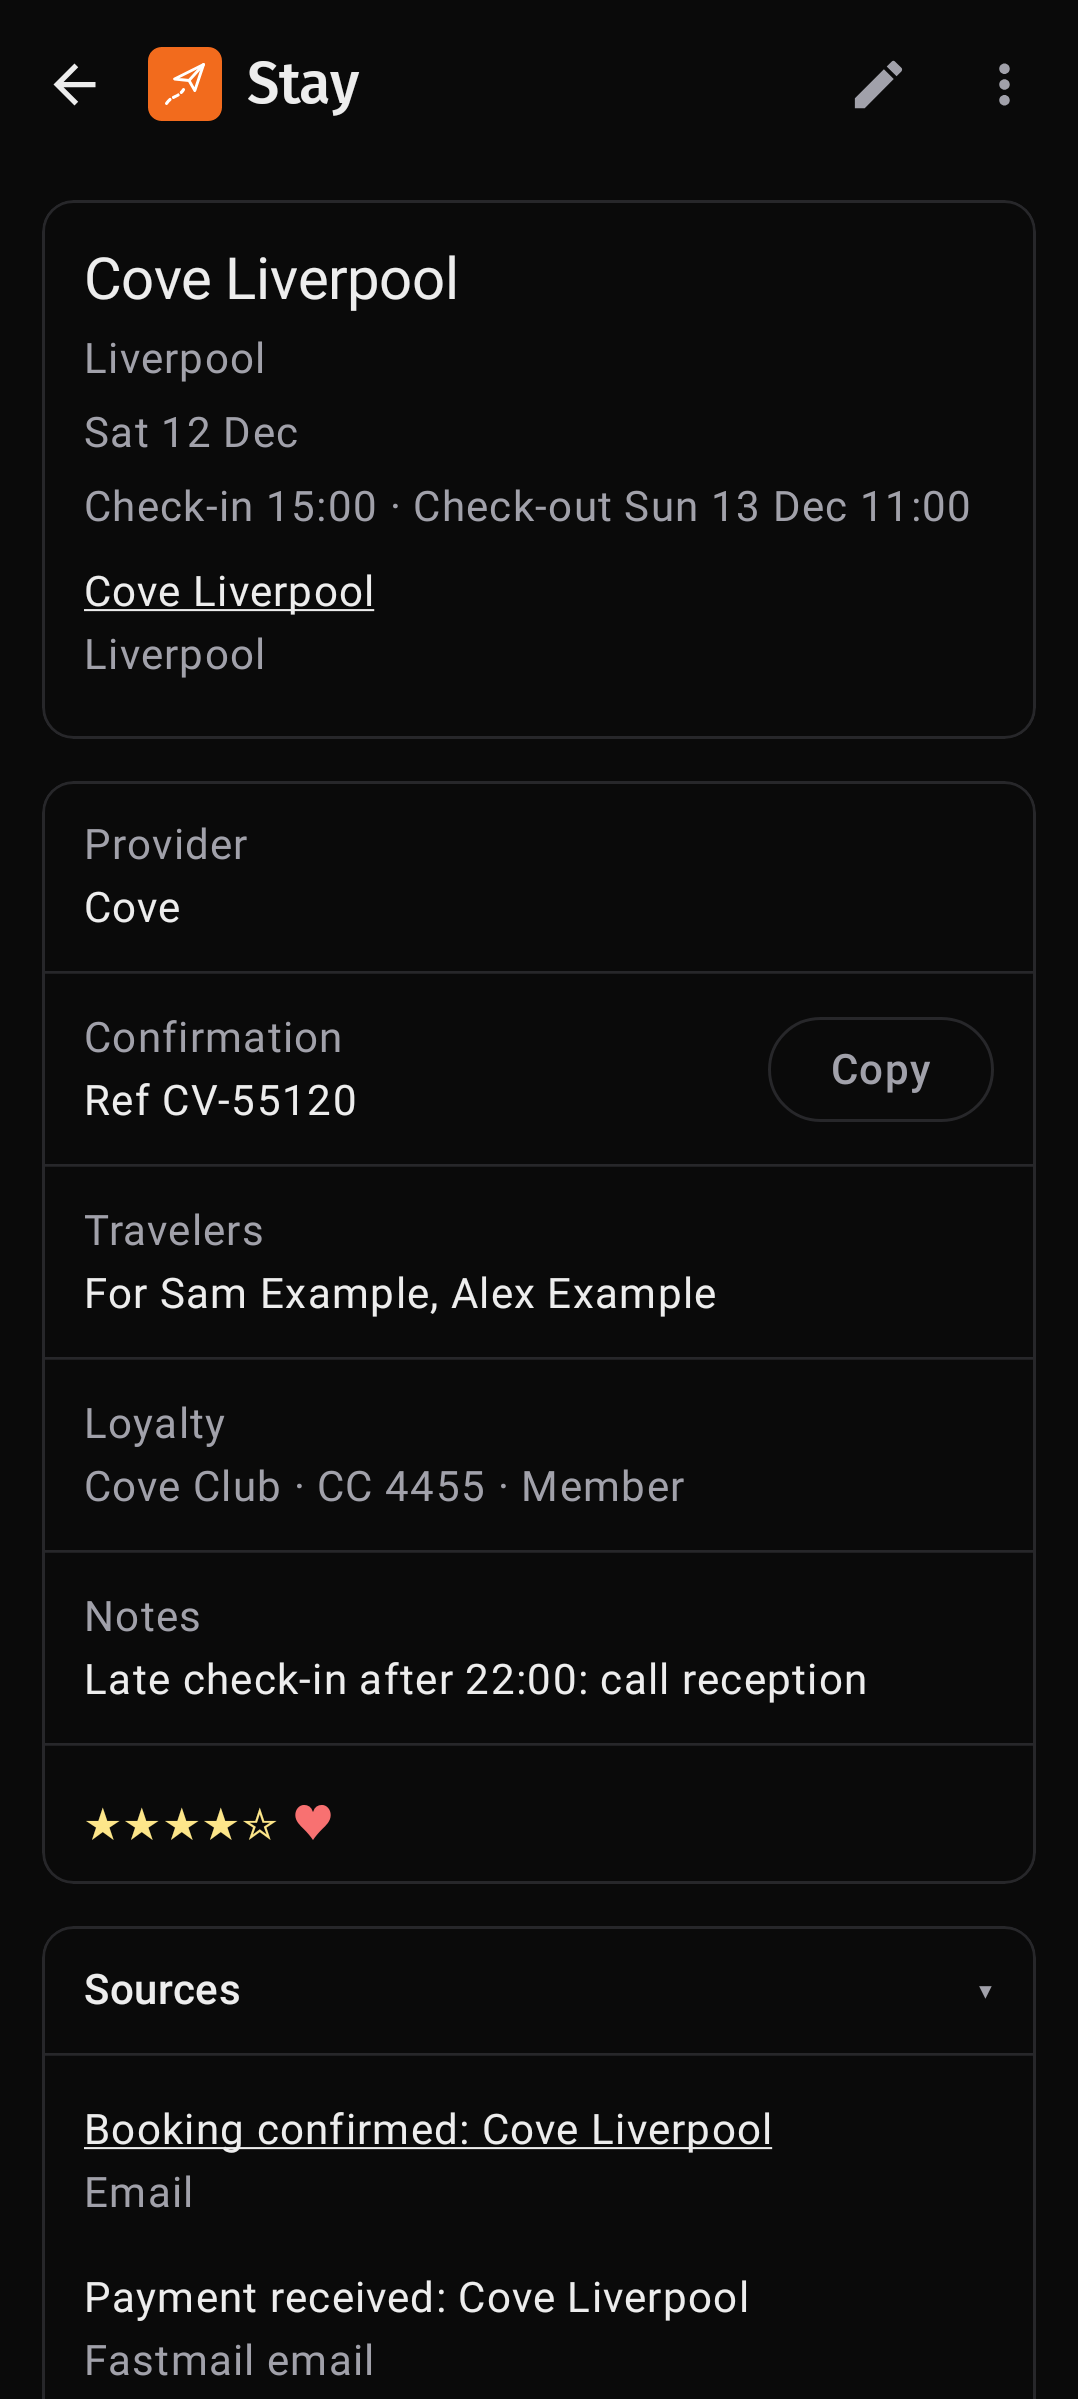 Stay
Cove Liverpool
Liverpool
Sat 12 Dec
Check-in 15:00 · Check-out Sun 13 Dec 11:00
Cove Liverpool
Liverpool
Provider
Cove
Confirmation
Ref CV-55120
Copy
Travelers
For Sam Example, Alex Example
Loyalty
Cove Club · CC 4455 · Member
Notes
Late check-in after 22:00: call reception
★★★★☆ ♥
Sources
Booking confirmed: Cove Liverpool
Email
Payment received: Cove Liverpool
Fastmail email